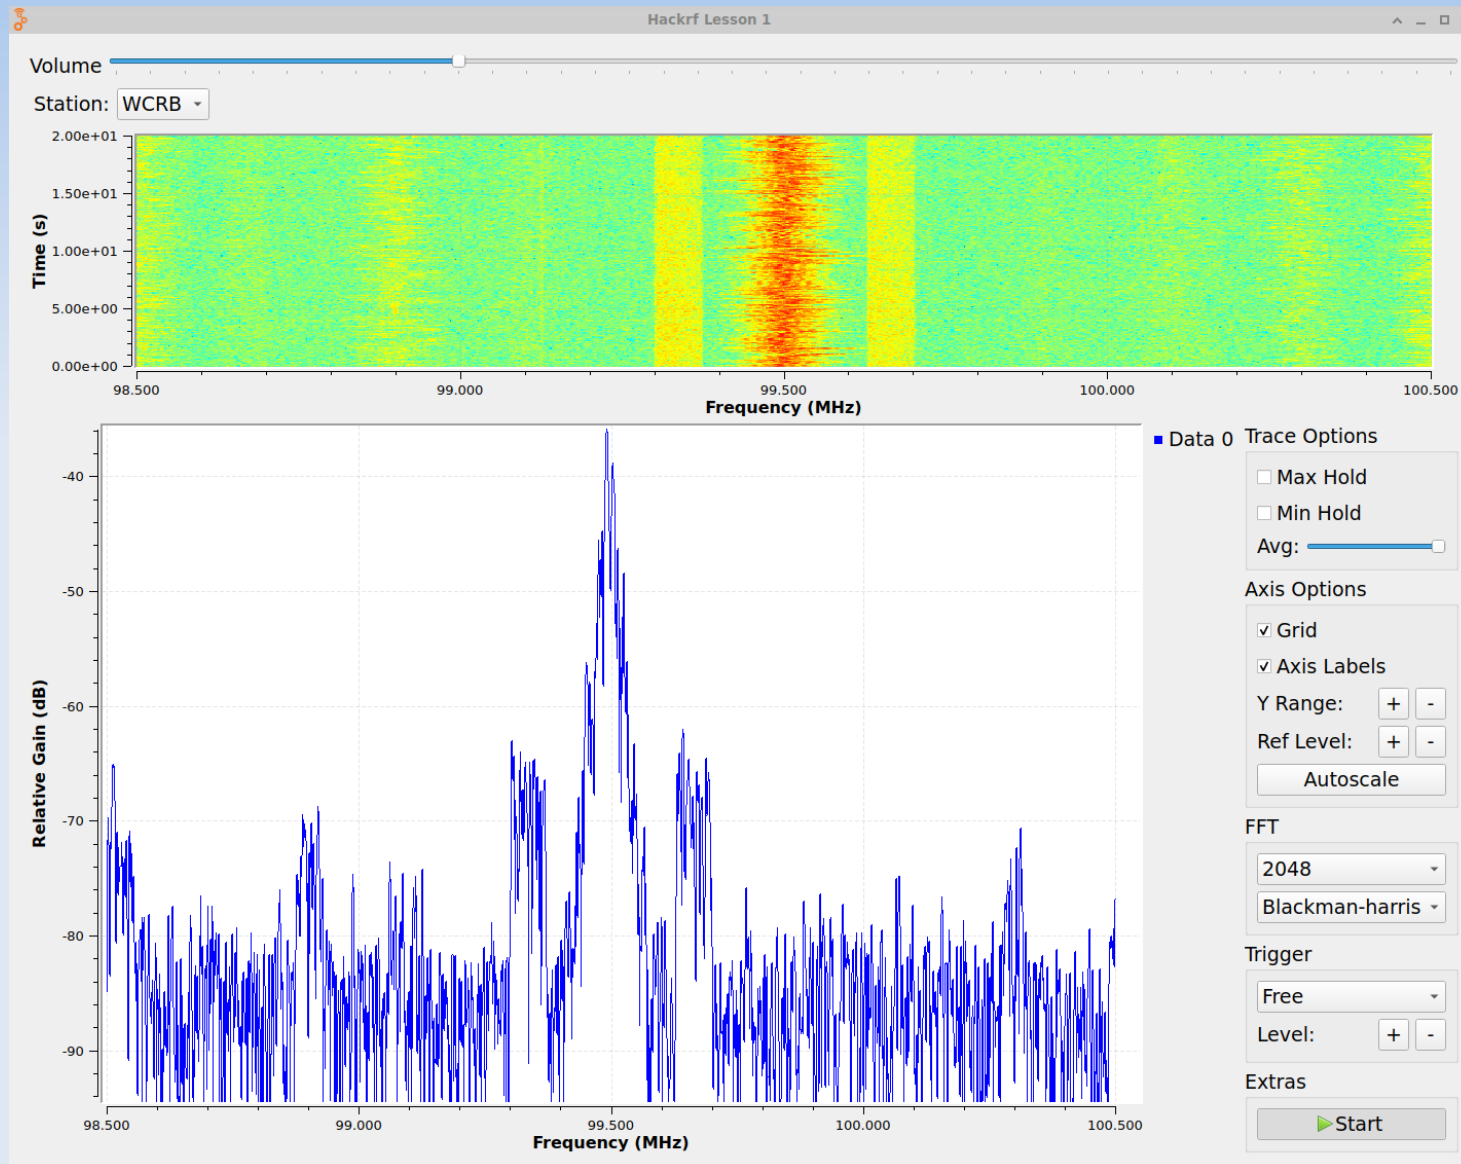 Hackrf Lesson 1
Volume
Station: WCRB
2.00e+01
1.50e+01
1.00e+01
5.00e+00
0.00e+00
Time (s)
98.500 99.000 99.500 100.000 100.500
Frequency (MHz)
Data 0
-40
-50
-60
-70
-80
-90
Relative Gain (dB)
98.500 99.000 99.500 100.000 100.500
Frequency (MHz)
Trace Options
Max Hold
Min Hold
Avg:
Axis Options
Grid
Axis Labels
Y Range: + -
Ref Level: + -
Autoscale
FFT
2048
Blackman-harris
Trigger
Free
Level: + -
Extras
Start